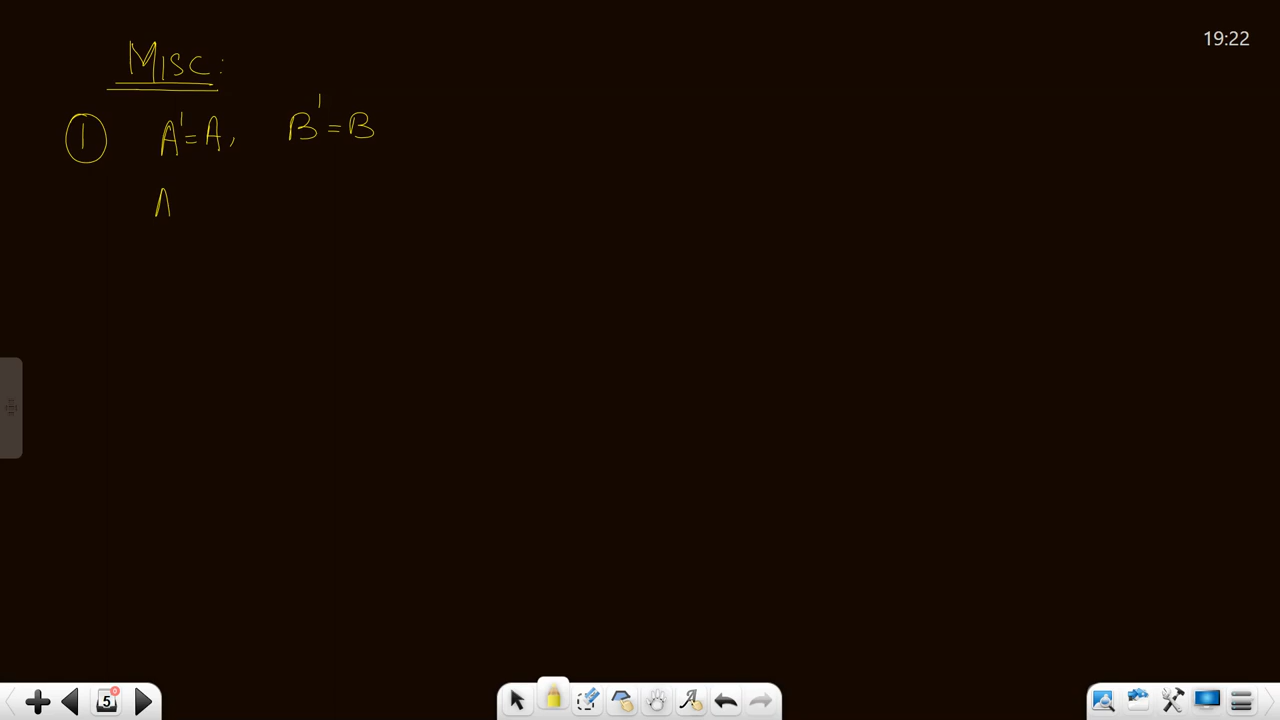 19:22
Misc:
1 A' = A, B' = B
A
5